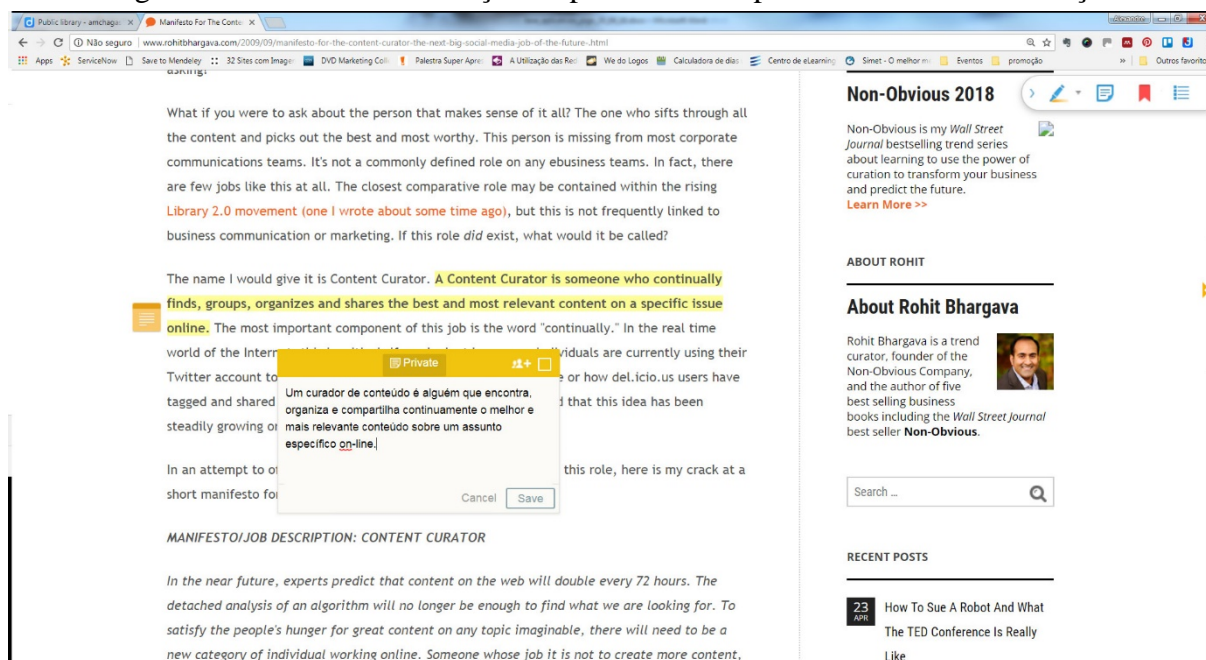 Public library - amchagas
Manifesto For The Conte
Alexandre
Não seguro | www.rohitbhargava.com/2009/09/manifesto-for-the-content-curator-the-next-big-social-media-job-of-the-future-.html
Apps ServiceNow Save to Mendeley 32 Sites com Imagen DVD Marketing Col Palestra Super Apre A Utilização das Red We do Logos Calculadora de dias Centro de eLearning Simet - O melhor m Eventos promoção » Outros favorito
asking!
What if you were to ask about the person that makes sense of it all? The one who sifts through all
the content and picks out the best and most worthy. This person is missing from most corporate
communications teams. It's not a commonly defined role on any ebusiness teams. In fact, there
are few jobs like this at all. The closest comparative role may be contained within the rising
Library 2.0 movement (one I wrote about some time ago), but this is not frequently linked to
business communication or marketing. If this role did exist, what would it be called?
The name I would give it is Content Curator. A Content Curator is someone who continually
finds, groups, organizes and shares the best and most relevant content on a specific issue
online. The most important component of this job is the word "continually." In the real time
world of the Intern
viduals are currently using their
Twitter account to
e or how del.icio.us users have
tagged and shared
d that this idea has been
steadily growing or
Private
Um curador de conteúdo é alguém que encontra,
organiza e compartilha continuamente o melhor e
mais relevante conteúdo sobre um assunto
específico on-line.
Cancel Save
In an attempt to of
this role, here is my crack at a
short manifesto for
MANIFESTO/JOB DESCRIPTION: CONTENT CURATOR
In the near future, experts predict that content on the web will double every 72 hours. The
detached analysis of an algorithm will no longer be enough to find what we are looking for. To
satisfy the people's hunger for great content on any topic imaginable, there will need to be a
new category of individual working online. Someone whose job it is not to create more content,
Non-Obvious 2018
Non-Obvious is my Wall Street
Journal bestselling trend series
about learning to use the power of
curation to transform your business
and predict the future.
Learn More >>
ABOUT ROHIT
About Rohit Bhargava
Rohit Bhargava is a trend
curator, founder of the
Non-Obvious Company,
and the author of five
best selling business
books including the Wall Street Journal
best seller Non-Obvious.
Search ...
RECENT POSTS
23
APR
How To Sue A Robot And What
The TED Conference Is Really
Like